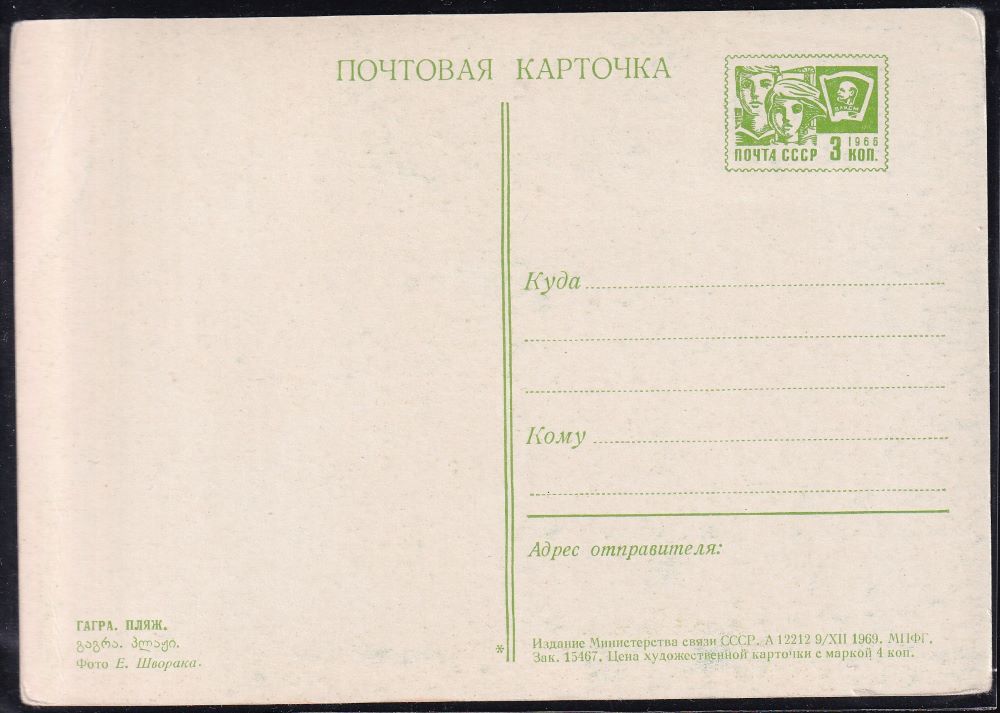 ПОЧТОВАЯ КАРТОЧКА
ВЛКСМ
1966
ПОЧТА СССР 3 КОП.
Куда
Кому
Адрес отправителя:
ГАГРА. ПЛЯЖ.
გაგრა. პლაჟი.
Фото Е. Шворака.
*
Издание Министерства связи СССР. А 12212 9/XII 1969. МПФГ.
Зак. 15467. Цена художественной карточки с маркой 4 коп.